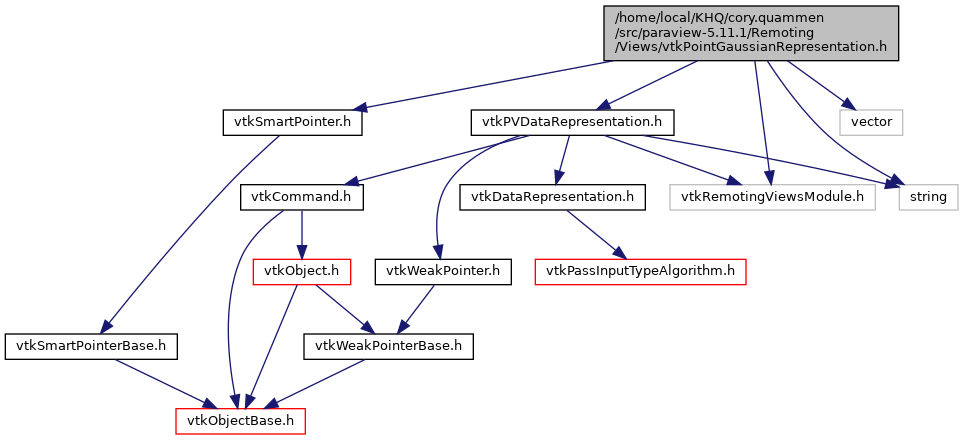 /home/local/KHQ/cory.quammen
/src/paraview-5.11.1/Remoting
/Views/vtkPointGaussianRepresentation.h
vtkSmartPointer.h
vtkPVDataRepresentation.h
vector
vtkCommand.h
vtkDataRepresentation.h
vtkRemotingViewsModule.h
string
vtkObject.h
vtkWeakPointer.h
vtkPassInputTypeAlgorithm.h
vtkSmartPointerBase.h
vtkWeakPointerBase.h
vtkObjectBase.h